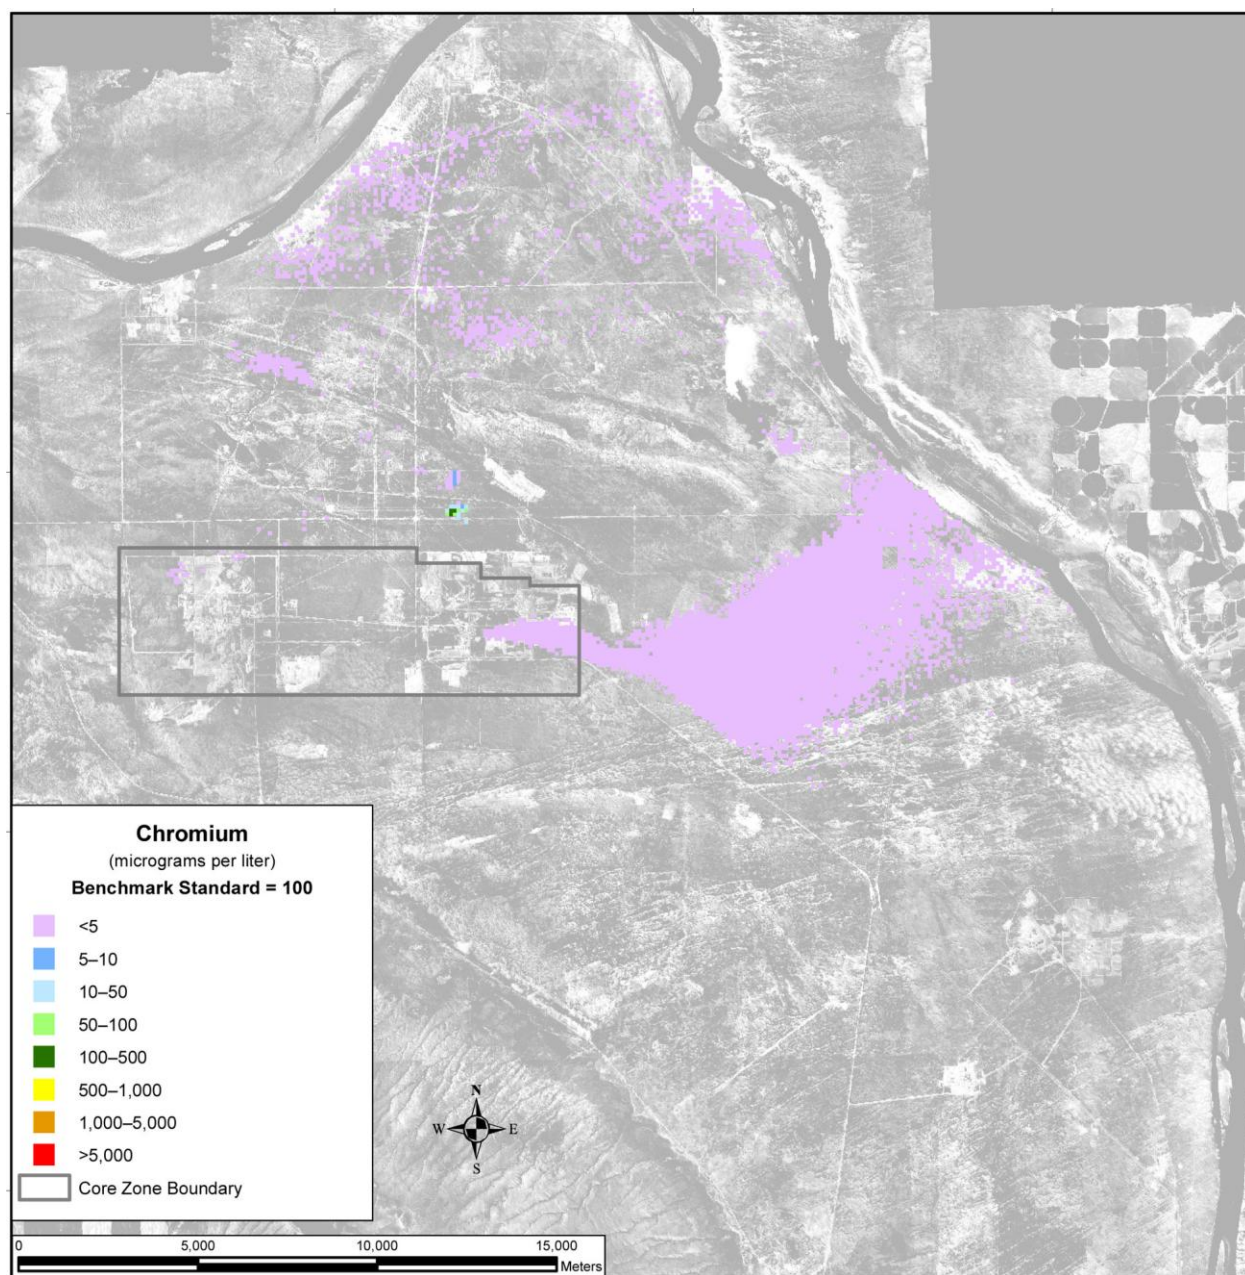 Chromium
(micrograms per liter)
Benchmark Standard = 100
<5
5–10
10–50
50–100
100–500
500–1,000
1,000–5,000
>5,000
Core Zone Boundary
N
W E
S
0 5,000 10,000 15,000
Meters